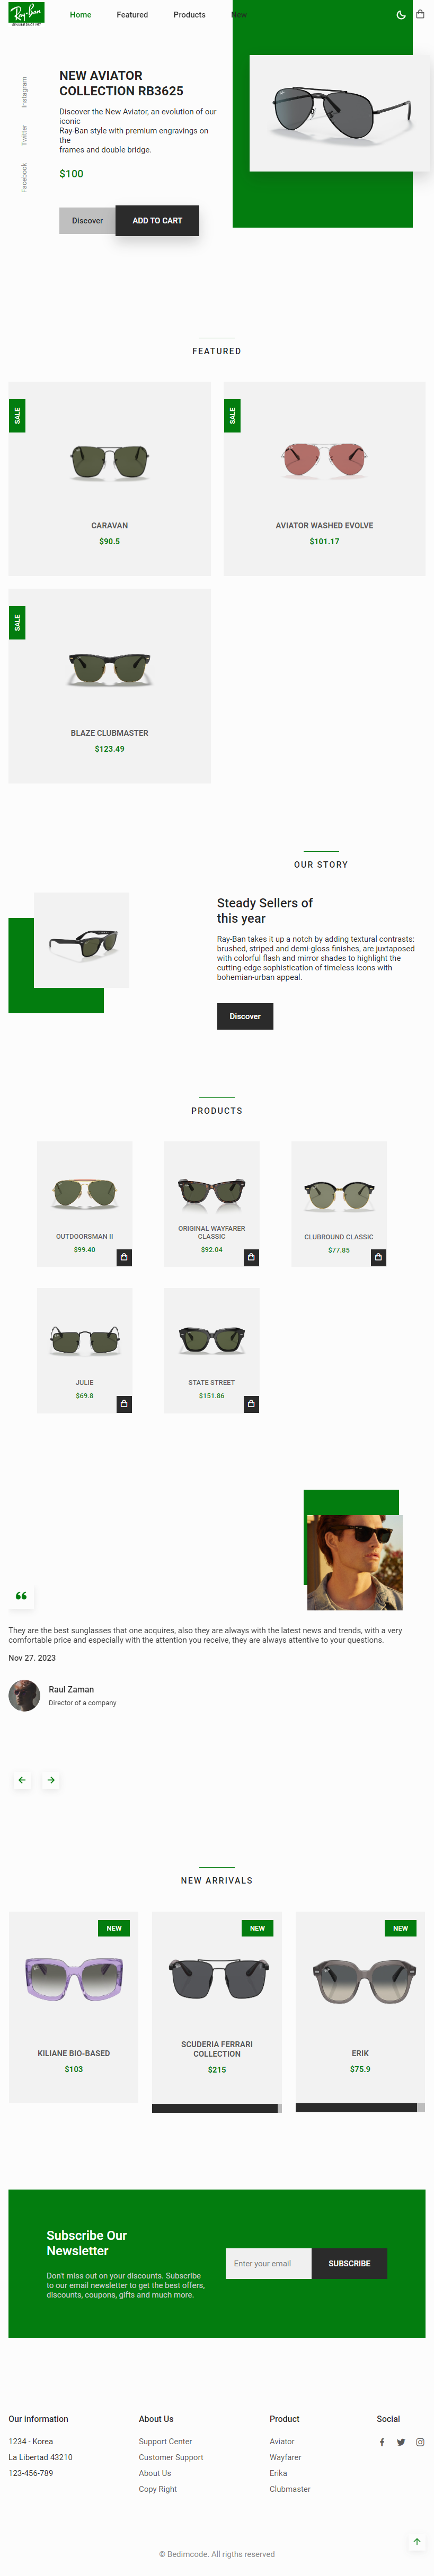 Ray-Ban
GENUINE SINCE 1937
Home
Featured
Products
New
Instagram
Twitter
Facebook
NEW AVIATOR
COLLECTION RB3625
Discover the New Aviator, an evolution of our
iconic
Ray-Ban style with premium engravings on
the
frames and double bridge.
$100
Discover
ADD TO CART
FEATURED
SALE
CARAVAN
$90.5
SALE
AVIATOR WASHED EVOLVE
$101.17
SALE
BLAZE CLUBMASTER
$123.49
OUR STORY
Steady Sellers of
this year
Ray-Ban takes it up a notch by adding textural contrasts:
brushed, striped and demi-gloss finishes, are juxtaposed
with colorful flash and mirror shades to highlight the
cutting-edge sophistication of timeless icons with
bohemian-urban appeal.
Discover
PRODUCTS
OUTDOORSMAN II
$99.40
ORIGINAL WAYFARER
CLASSIC
$92.04
CLUBROUND CLASSIC
$77.85
JULIE
$69.8
STATE STREET
$151.86
They are the best sunglasses that one acquires, also they are always with the latest news and trends, with a very
comfortable price and especially with the attention you receive, they are always attentive to your questions.
Nov 27. 2023
Raul Zaman
Director of a company
NEW ARRIVALS
NEW
KILIANE BIO-BASED
$103
NEW
SCUDERIA FERRARI
COLLECTION
$215
NEW
ERIK
$75.9
Subscribe Our
Newsletter
Don't miss out on your discounts. Subscribe
to our email newsletter to get the best offers,
discounts, coupons, gifts and much more.
Enter your email
SUBSCRIBE
Our information
1234 - Korea
La Libertad 43210
123-456-789
About Us
Support Center
Customer Support
About Us
Copy Right
Product
Aviator
Wayfarer
Erika
Clubmaster
Social
© Bedimcode. All rigths reserved